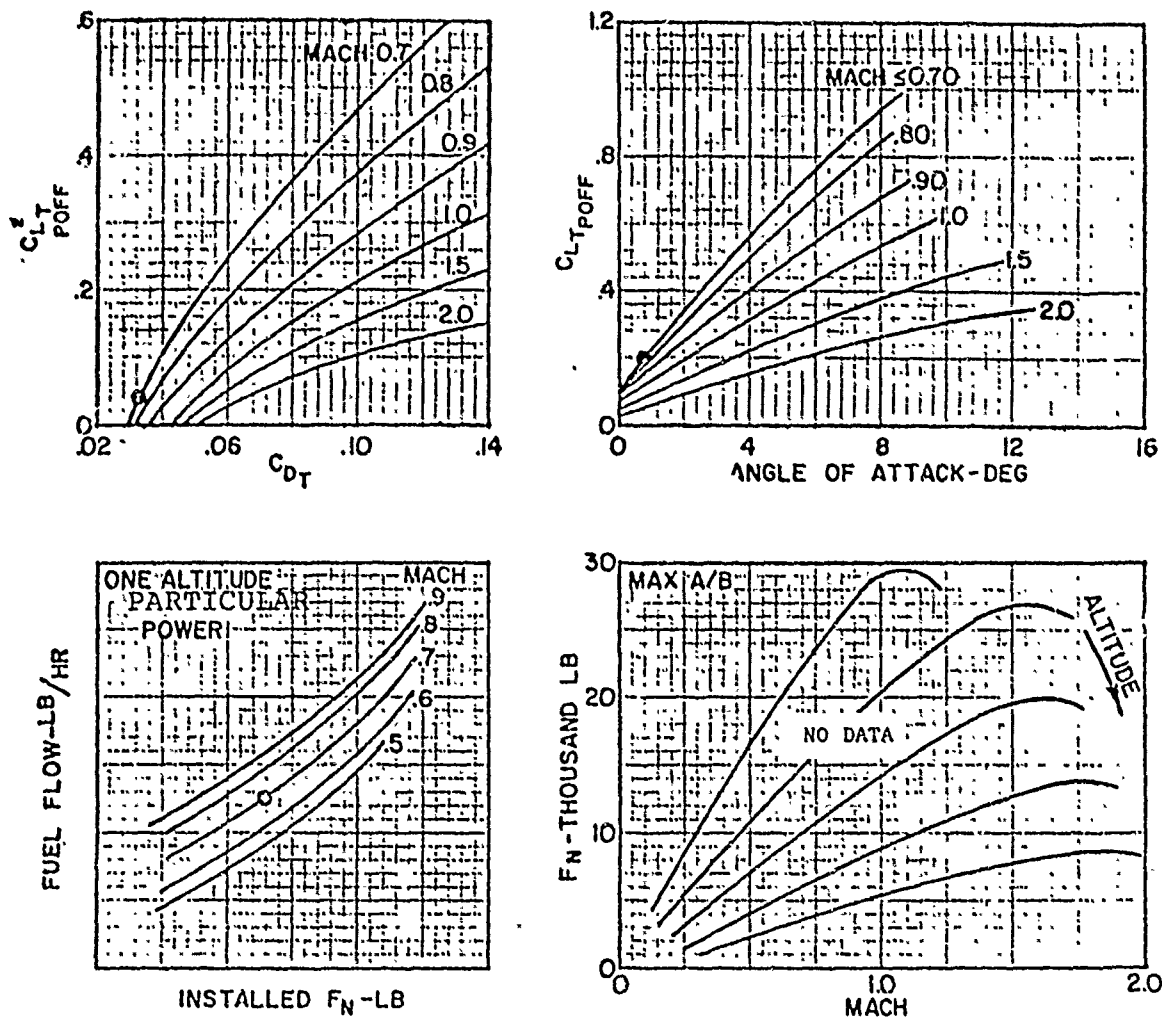 .6
.4
.2
0
C²LT POFF
MACH 0.7
0.8
0.9
1.0
1.5
2.0
.02 .06 .10 .14
CDT
1.2
.8
.4
0
CLT POFF
MACH ≤0.70
.80
.90
1.0
1.5
2.0
0 4 8 12 16
ANGLE OF ATTACK-DEG
ONE ALTITUDE
PARTICULAR
POWER
MACH
.9
.8
.7
.6
.5
FUEL FLOW-LB/HR
INSTALLED FN-LB
30
20
10
0
FN-THOUSAND LB
MAX A/B
ALTITUDE
NO DATA
1.0 2.0
MACH